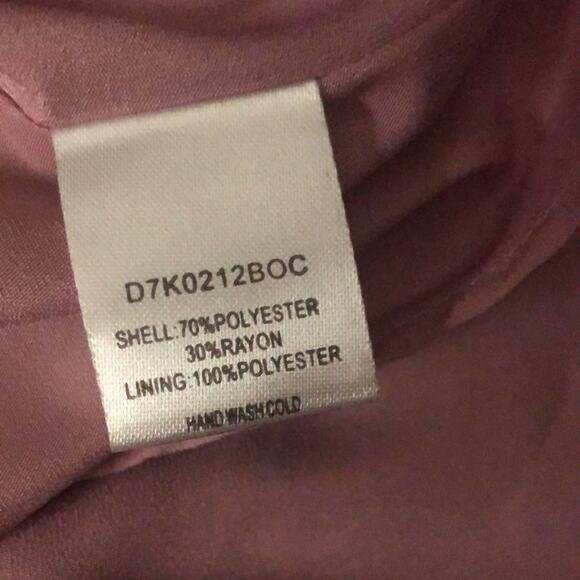 D7K0212BOC
SHELL:70%POLYESTER
30%RAYON
LINING:100%POLYESTER
HAND WASH COLD